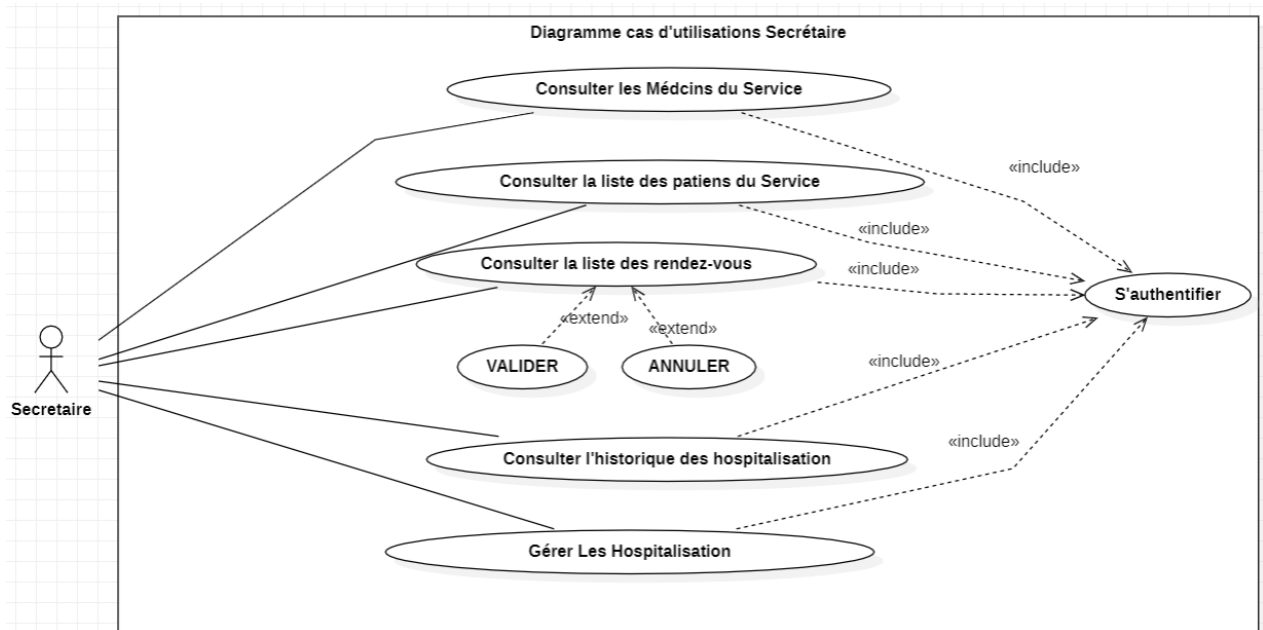 Diagramme cas d'utilisations Secrétaire
Consulter les Médcins du Service
«include»
Consulter la liste des patiens du Service
«include»
Consulter la liste des rendez-vous
«include»
S'authentifier
«extend»
«extend»
VALIDER
ANNULER
«include»
Secretaire
«include»
Consulter l'historique des hospitalisation
Gérer Les Hospitalisation